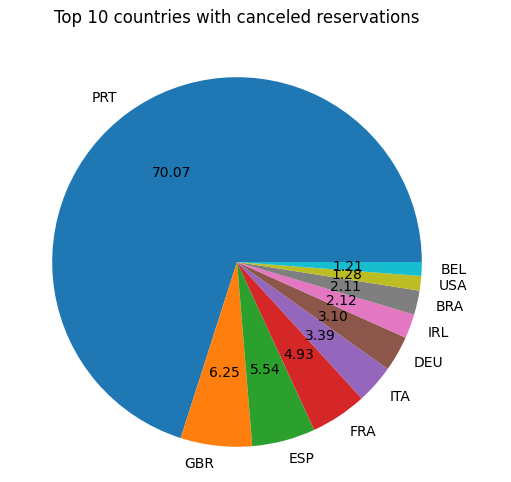 Top 10 countries with canceled reservations
PRT
70.07
GBR
6.25
ESP
5.54
FRA
4.93
ITA
3.39
DEU
3.10
IRL
2.12
BRA
2.11
USA
1.28
BEL
1.21